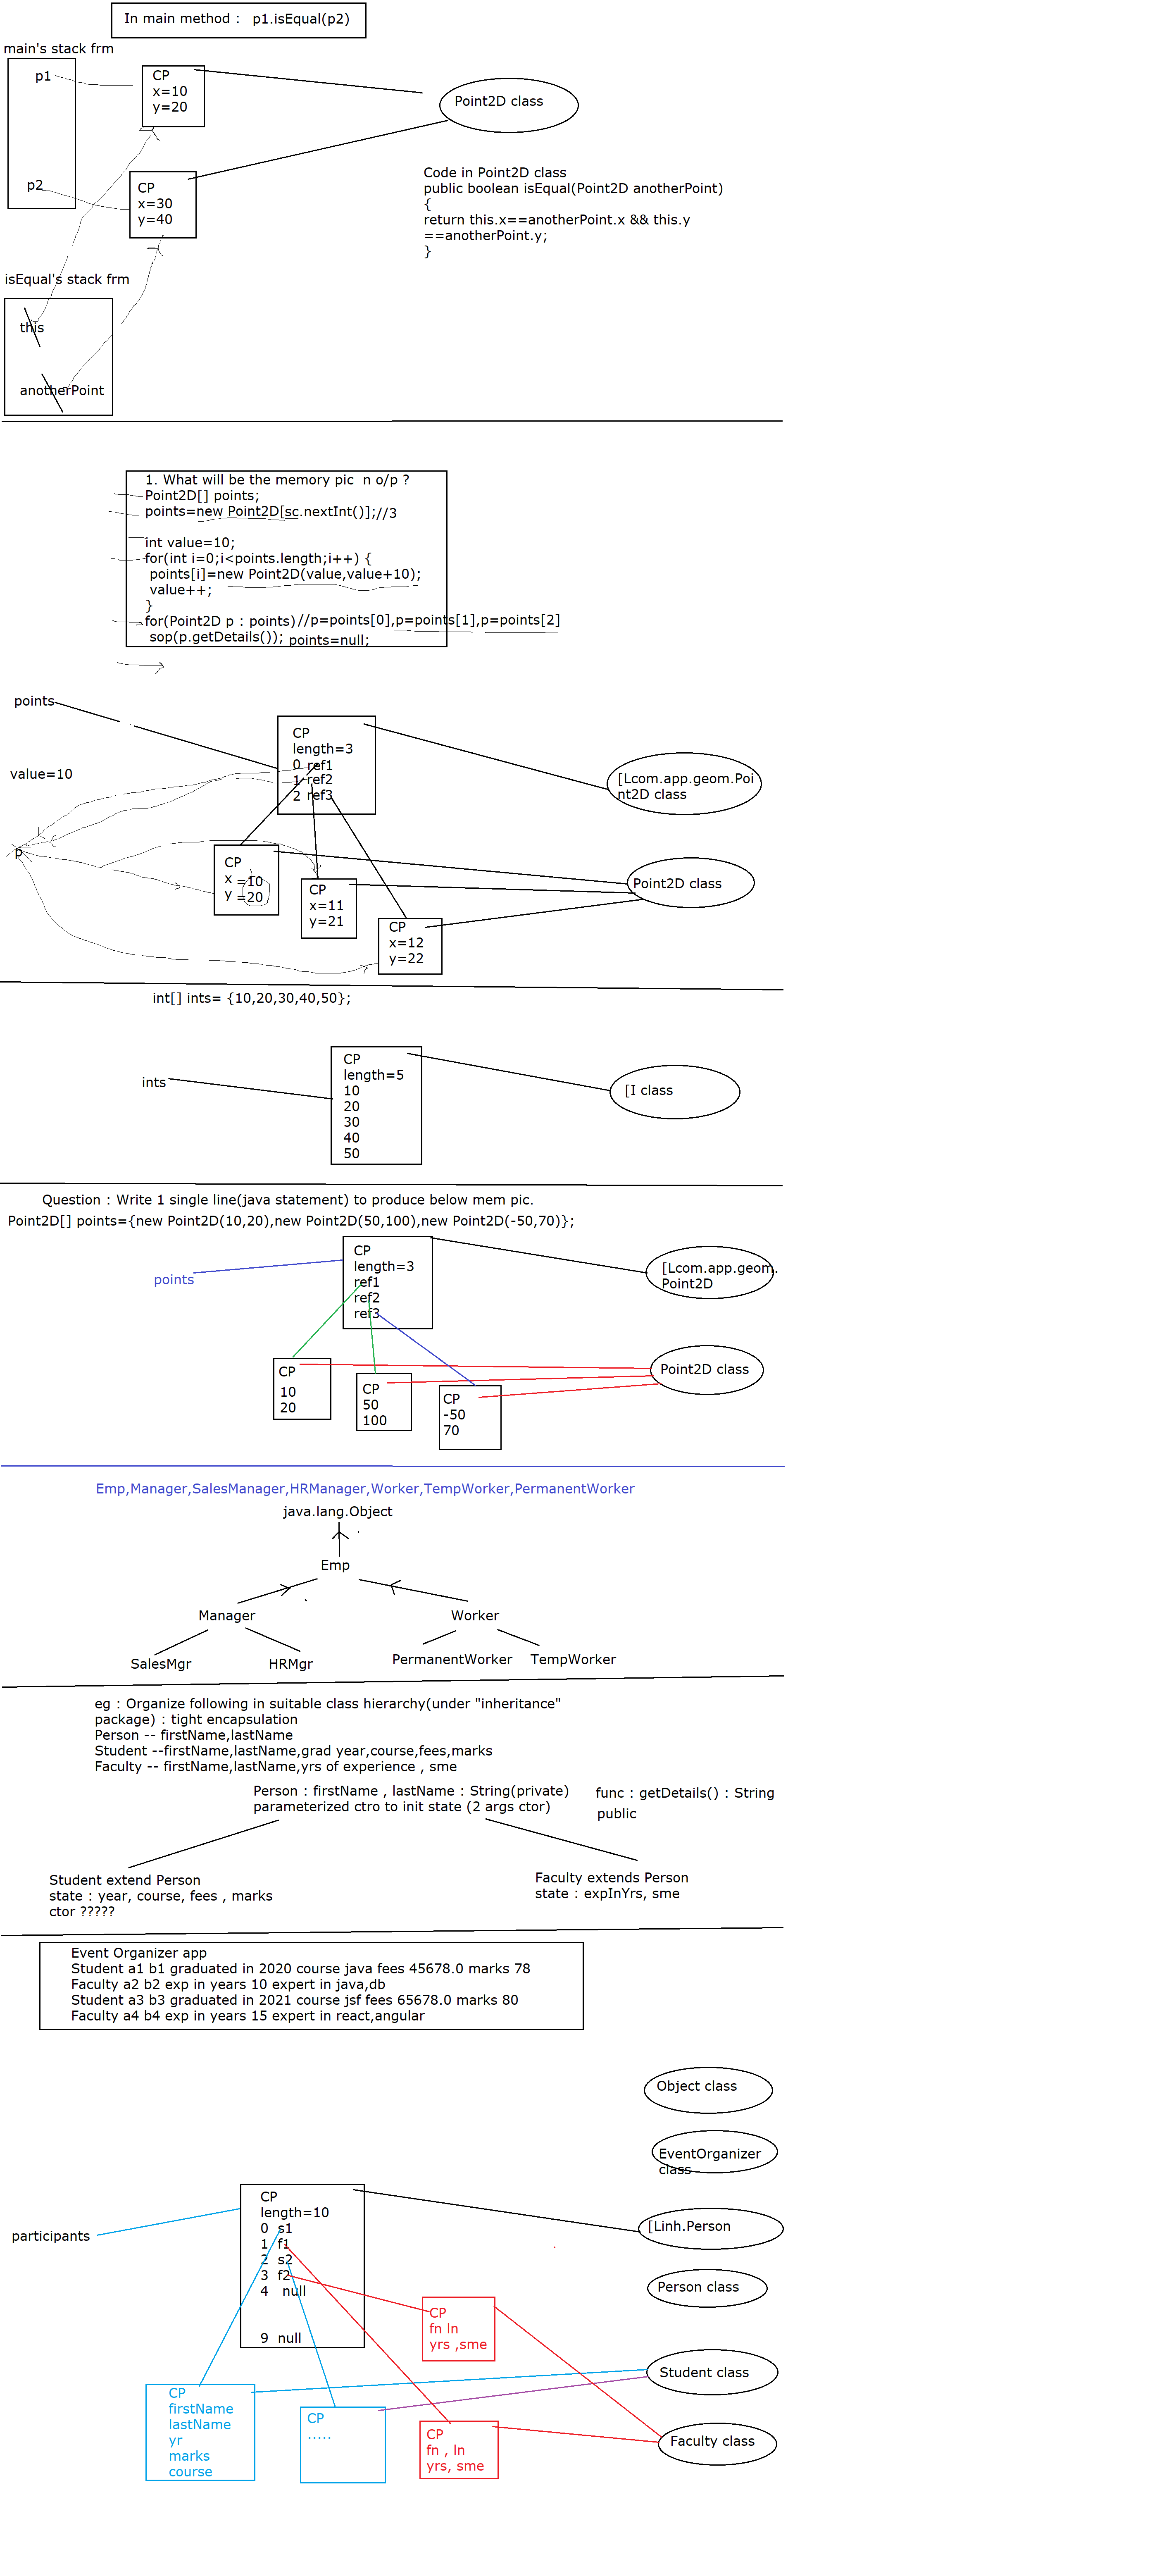 In main method :   p1.isEqual(p2)
main's stack frm
p1
CP
x=10
y=20
Point2D class
p2
CP
x=30
y=40
Code in Point2D class
public boolean isEqual(Point2D anotherPoint)
{
return this.x==anotherPoint.x && this.y
==anotherPoint.y;
}
isEqual's stack frm
this
anotherPoint
1. What will be the memory pic  n o/p ?
Point2D[] points;
points=new Point2D[sc.nextInt()];//3
int value=10;
for(int i=0;i<points.length;i++) {
points[i]=new Point2D(value,value+10);
value++;
}
for(Point2D p : points)//p=points[0],p=points[1],p=points[2]
sop(p.getDetails()); points=null;
points
CP
length=3
0 ref1
1 ref2
2 ref3
[Lcom.app.geom.Poi
nt2D class
value=10
p
CP
x =10
y =20
CP
x=11
y=21
CP
x=12
y=22
Point2D class
int[] ints= {10,20,30,40,50};
ints
CP
length=5
10
20
30
40
50
[I class
Question : Write 1 single line(java statement) to produce below mem pic.
Point2D[] points={new Point2D(10,20),new Point2D(50,100),new Point2D(-50,70)};
points
CP
length=3
ref1
ref2
ref3
[Lcom.app.geom.
Point2D
CP
10
20
CP
50
100
CP
-50
70
Point2D class
Emp,Manager,SalesManager,HRManager,Worker,TempWorker,PermanentWorker
java.lang.Object
Emp
Manager
Worker
SalesMgr
HRMgr
PermanentWorker
TempWorker
eg : Organize following in suitable class hierarchy(under "inheritance"
package) : tight encapsulation
Person -- firstName,lastName
Student --firstName,lastName,grad year,course,fees,marks
Faculty -- firstName,lastName,yrs of experience , sme
Person : firstName , lastName : String(private)
parameterized ctro to init state (2 args ctor)
func : getDetails() : String
public
Student extend Person
state : year, course, fees , marks
ctor ?????
Faculty extends Person
state : expInYrs, sme
Event Organizer app
Student a1 b1 graduated in 2020 course java fees 45678.0 marks 78
Faculty a2 b2 exp in years 10 expert in java,db
Student a3 b3 graduated in 2021 course jsf fees 65678.0 marks 80
Faculty a4 b4 exp in years 15 expert in react,angular
Object class
EventOrganizer
class
participants
CP
length=10
0  s1
1  f1
2  s2
3  f2
4   null
9  null
[Linh.Person
Person class
CP
fn ln
yrs ,sme
Student class
CP
firstName
lastName
yr
marks
course
CP
.....
CP
fn , ln
yrs, sme
Faculty class